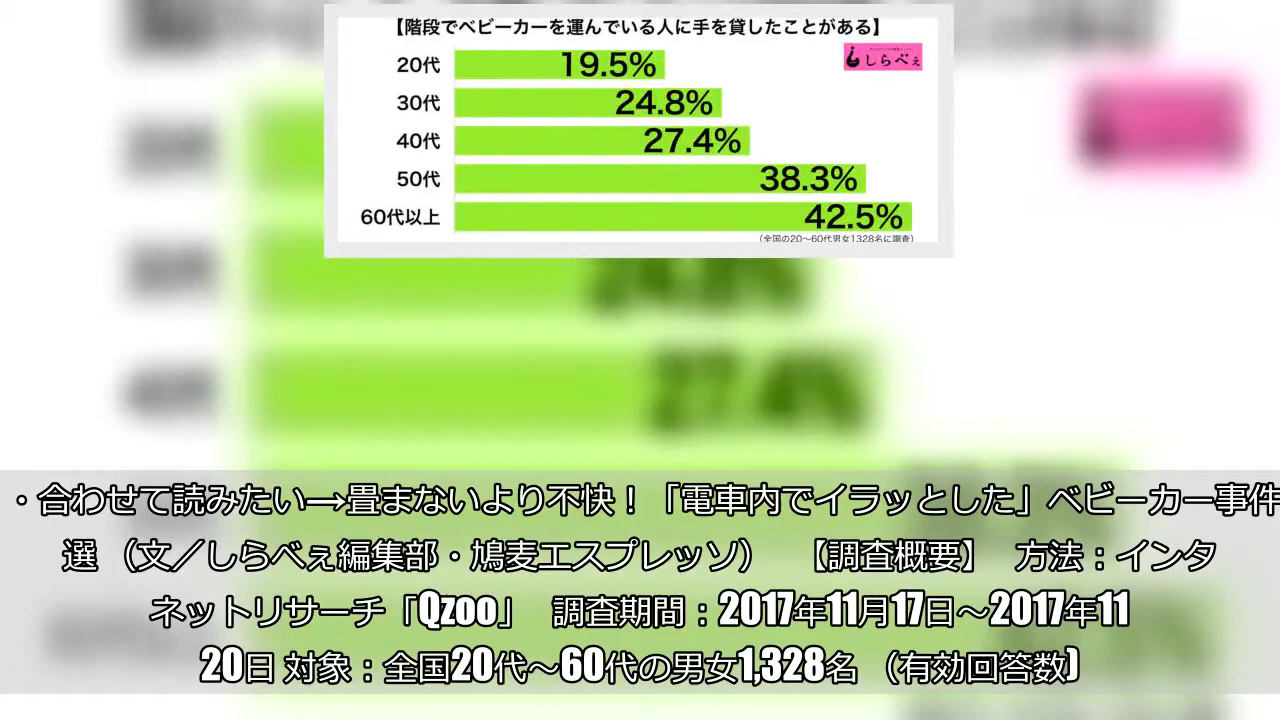 【階段でベビーカーを運んでいる人に手を貸したことがある】
しらべぇ
20代 19.5%
30代 24.8%
40代 27.4%
50代 38.3%
60代以上 42.5%
（全国の20〜60代男女1328名に調査）
・合わせて読みたい→畳まないより不快！「電車内でイラッとした」ベビーカー事件
選 （文／しらべぇ編集部・鳩麦エスプレッソ） 【調査概要】 方法：インタ
ネットリサーチ「Qzoo」 調査期間：2017年11月17日〜2017年11
20日 対象：全国20代〜60代の男女1,328名 （有効回答数）